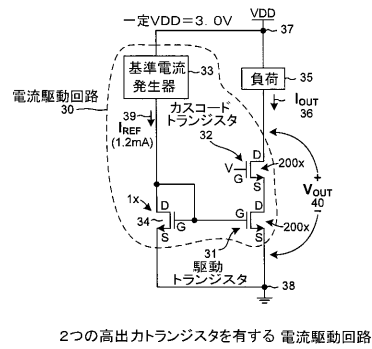 一定VDD＝3．0V
VDD
37
基準電流
発生器
33
負荷
35
電流駆動回路
30
カスコード
トランジスタ
39
IREF
(1.2mA)
IOUT
36
32
D
V
G
S
200x
+
VOUT
40
−
1x
D
34
G
S
G
D
200x
S
31
駆動
トランジスタ
38
2つの高出力トランジスタを有する 電流駆動回路